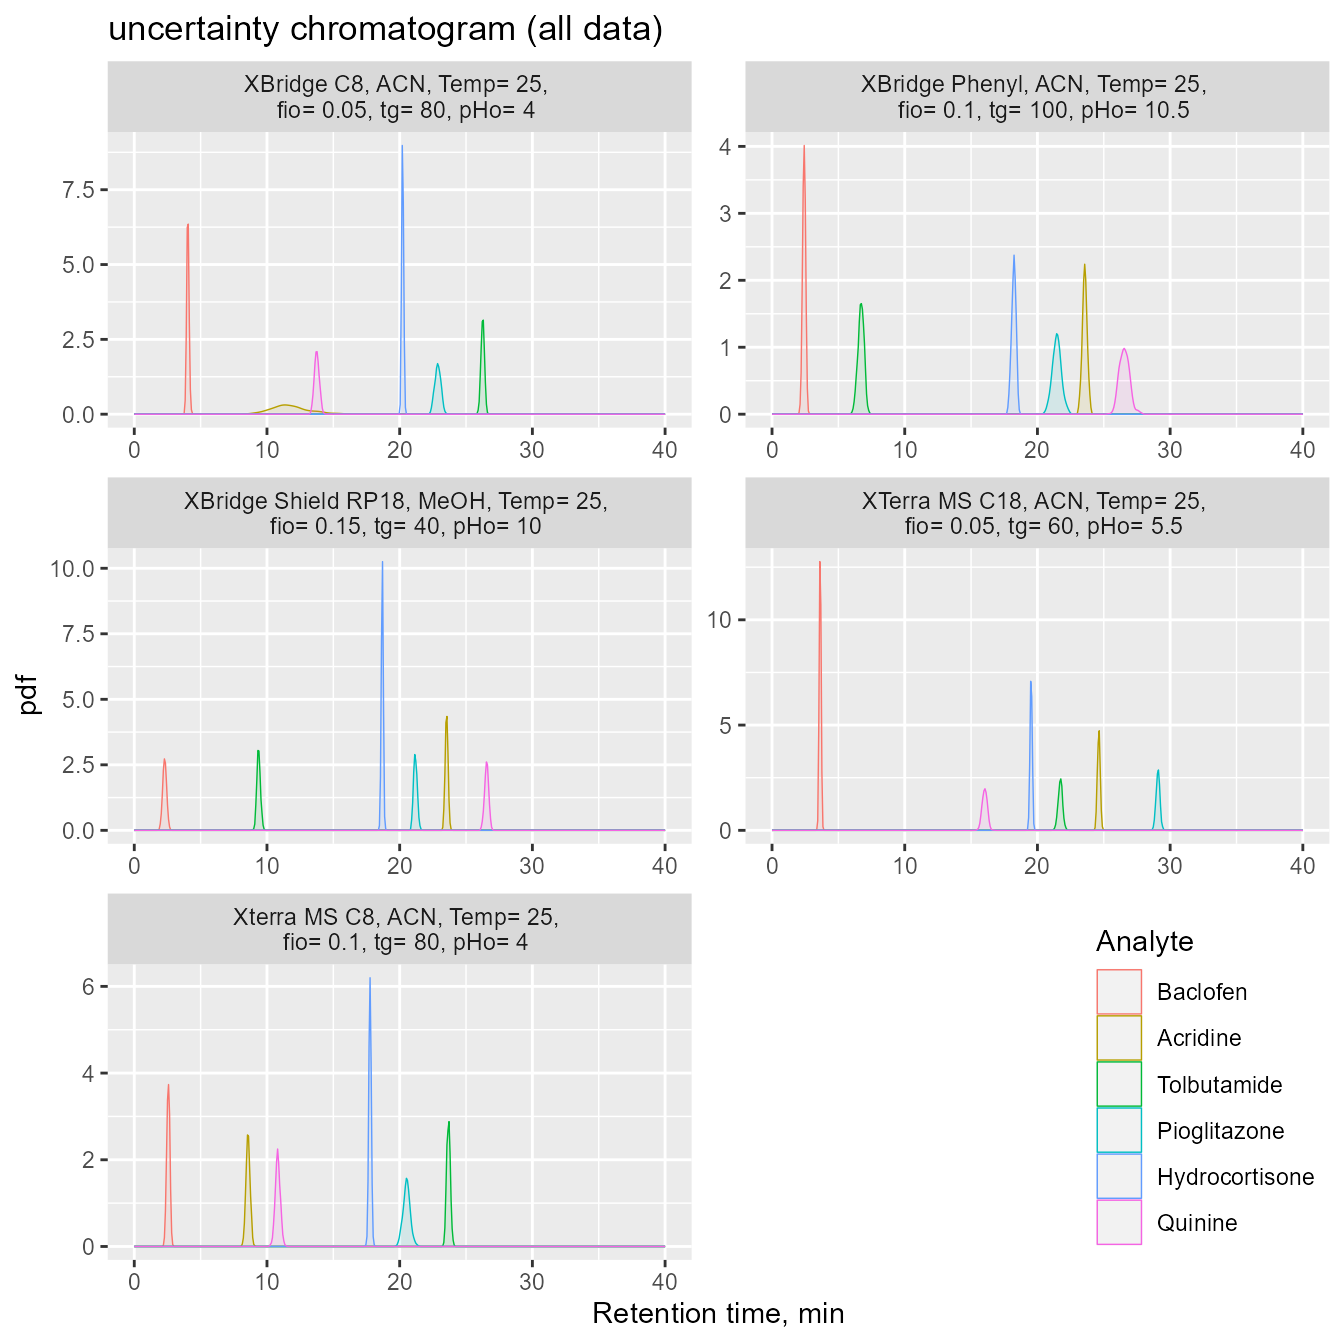 uncertainty chromatogram (all data)
XBridge C8, ACN, Temp= 25,
fio= 0.05, tg= 80, pHo= 4
7.5
5.0
2.5
0.0
0 10 20 30 40
XBridge Phenyl, ACN, Temp= 25,
fio= 0.1, tg= 100, pHo= 10.5
4
3
2
1
0
0 10 20 30 40
XBridge Shield RP18, MeOH, Temp= 25,
fio= 0.15, tg= 40, pHo= 10
10.0
7.5
5.0
2.5
0.0
0 10 20 30 40
XTerra MS C18, ACN, Temp= 25,
fio= 0.05, tg= 60, pHo= 5.5
10
5
0
0 10 20 30 40
Xterra MS C8, ACN, Temp= 25,
fio= 0.1, tg= 80, pHo= 4
6
4
2
0
0 10 20 30 40
pdf
Retention time, min
Analyte
Baclofen
Acridine
Tolbutamide
Pioglitazone
Hydrocortisone
Quinine